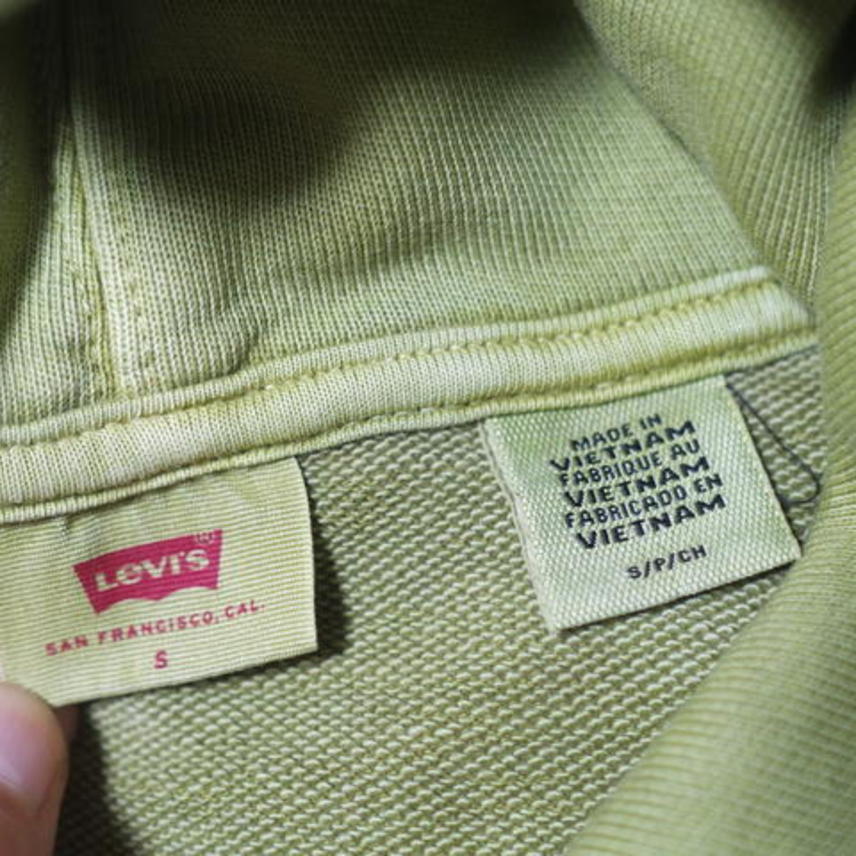 Levi's®
SAN FRANCISCO, CAL.
S
MADE IN
VIETNAM
FABRIQUE AU
VIETNAM
FABRICADO EN
VIETNAM
S/P/CH